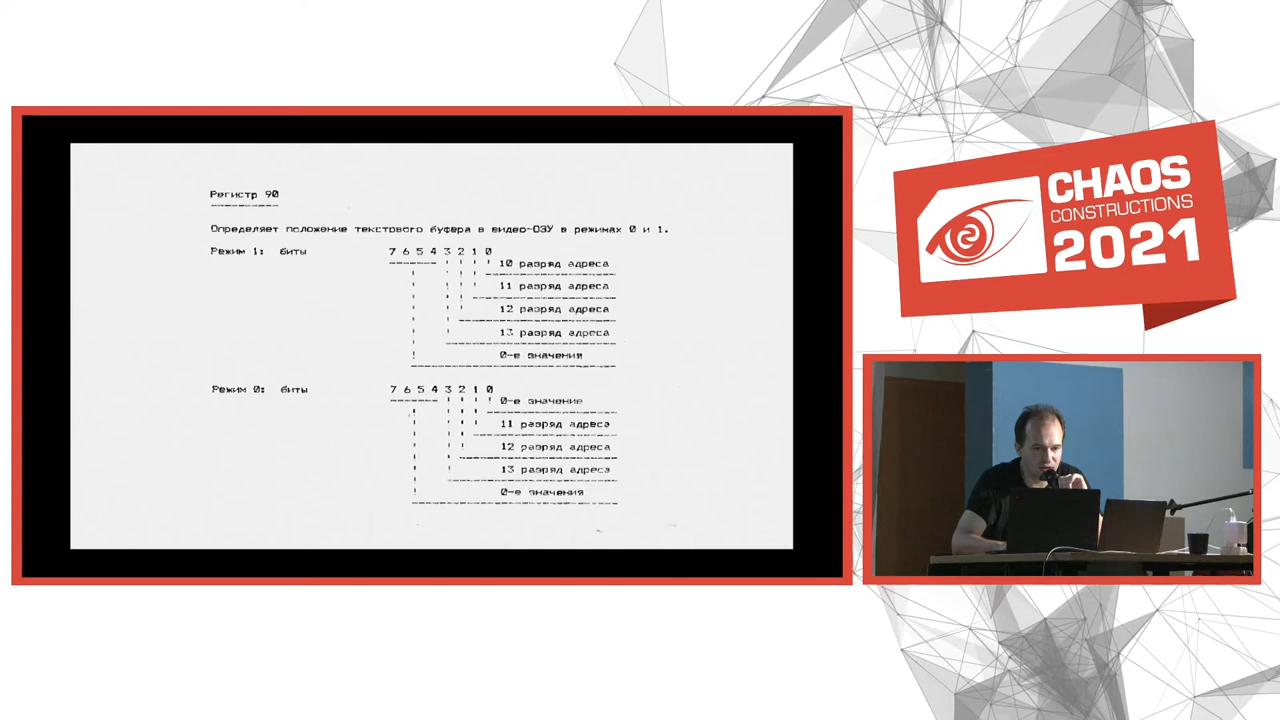 Регистр 90
Определяет положение текстового буфера в видео-ОЗУ в режимах 0 и 1.
Режим 1: биты 7 6 5 4 3 2 1 0
10 разряд адреса
11 разряд адреса
12 разряд адреса
13 разряд адреса
0-е значения
Режим 0: биты 7 6 5 4 3 2 1 0
0-е значение
11 разряд адреса
12 разряд адреса
13 разряд адреса
0-е значения
CHAOS
CONSTRUCTIONS
2021